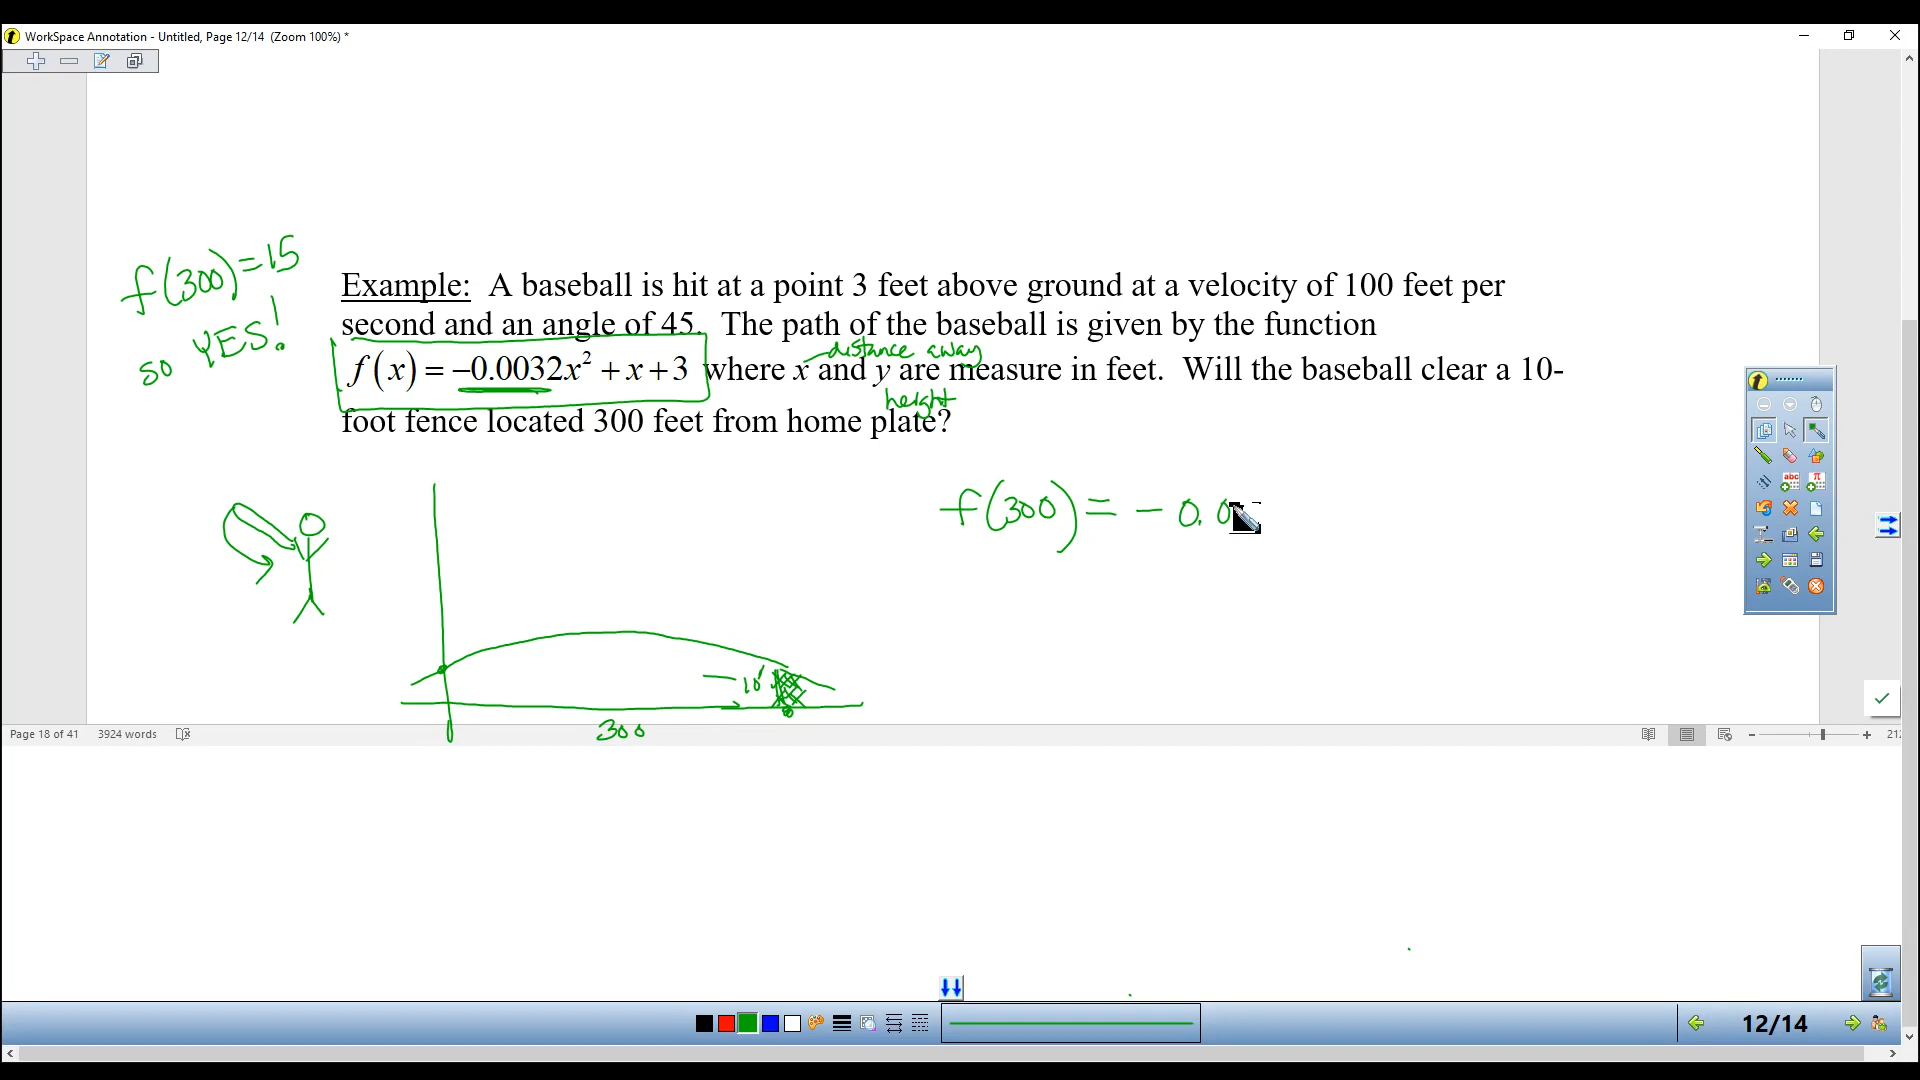 WorkSpace Annotation - Untitled, Page 12/14 (Zoom 100%) *
f(300)=15
so YES!
Example: A baseball is hit at a point 3 feet above ground at a velocity of 100 feet per
second and an angle of 45. The path of the baseball is given by the function
distance away
f(x) = −0.0032x² + x + 3 where x and y are measure in feet. Will the baseball clear a 10-
height
foot fence located 300 feet from home plate?
f(300) = - 0.0
10'
300
Page 18 of 41 3924 words
abc
π
12/14